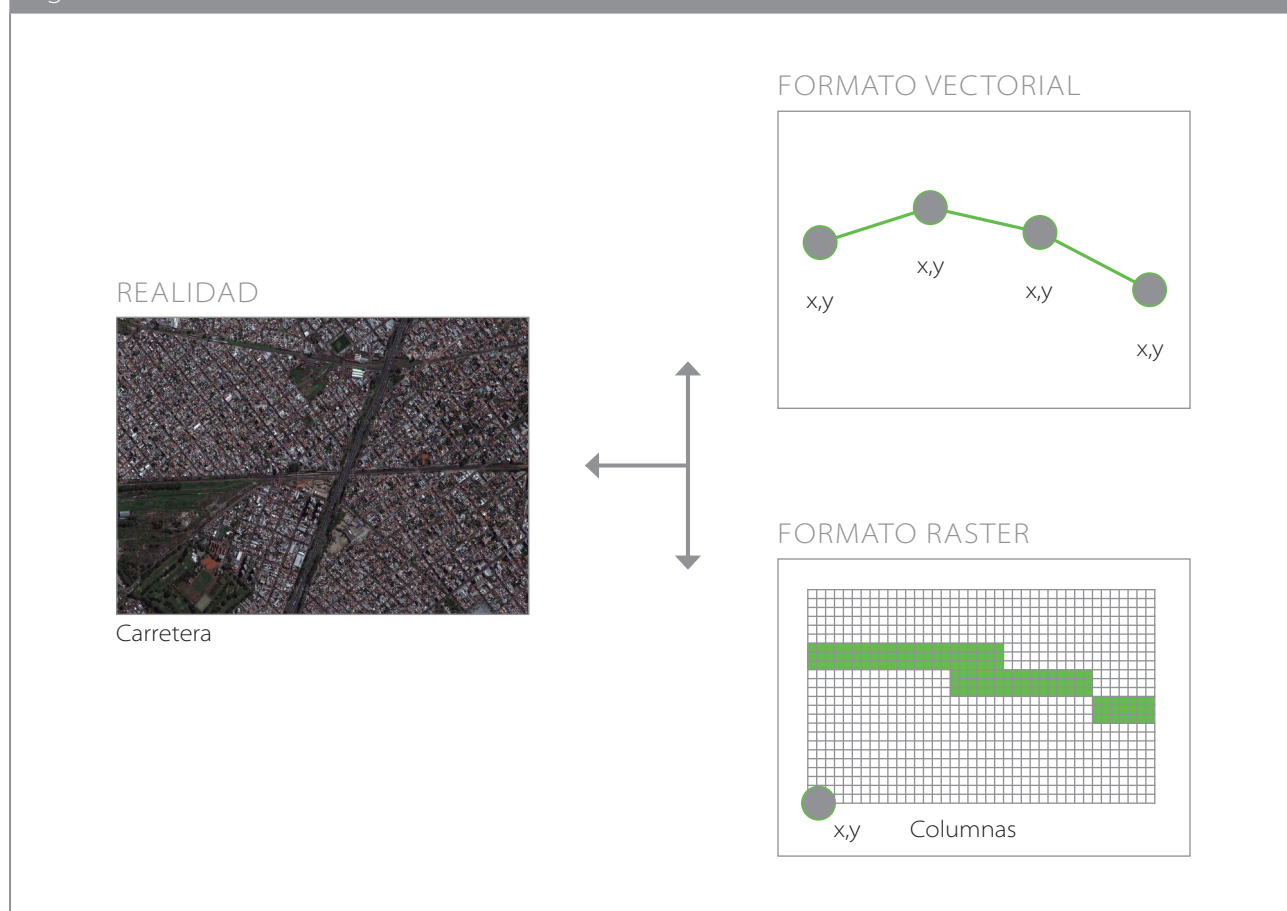 FORMATO VECTORIAL
x,y
x,y
x,y
x,y
REALIDAD
Carretera
FORMATO RASTER
x,y
Columnas